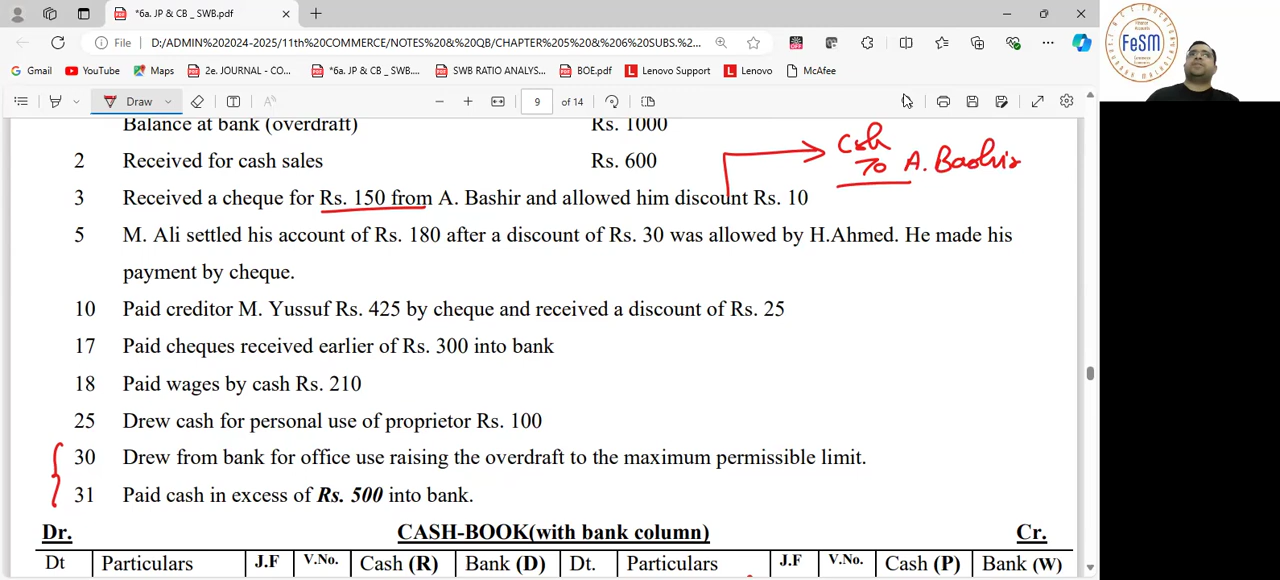 *6a. JP & CB _ SWB.pdf
File D:/ADMIN%202024-2025/11th%20COMMERCE/NOTES%20&%20QB/CHAPTER%205%20&%206%20SUBS.%2...
Gmail YouTube Maps 2e. JOURNAL - CO... *6a. JP & CB _ SWB.... SWB RATIO ANALYS... BOE.pdf Lenovo Support Lenovo McAfee
Draw 9 of 14
Balance at bank (overdraft) Rs. 1000
2 Received for cash sales Rs. 600
Csh
To A. Bashir
3 Received a cheque for Rs. 150 from A. Bashir and allowed him discount Rs. 10
5 M. Ali settled his account of Rs. 180 after a discount of Rs. 30 was allowed by H.Ahmed. He made his
payment by cheque.
10 Paid creditor M. Yussuf Rs. 425 by cheque and received a discount of Rs. 25
17 Paid cheques received earlier of Rs. 300 into bank
18 Paid wages by cash Rs. 210
25 Drew cash for personal use of proprietor Rs. 100
30 Drew from bank for office use raising the overdraft to the maximum permissible limit.
31 Paid cash in excess of Rs. 500 into bank.
Dr. CASH-BOOK(with bank column) Cr.
Dt Particulars J.F V.No. Cash (R) Bank (D) Dt. Particulars J.F V.No. Cash (P) Bank (W)
FeSM